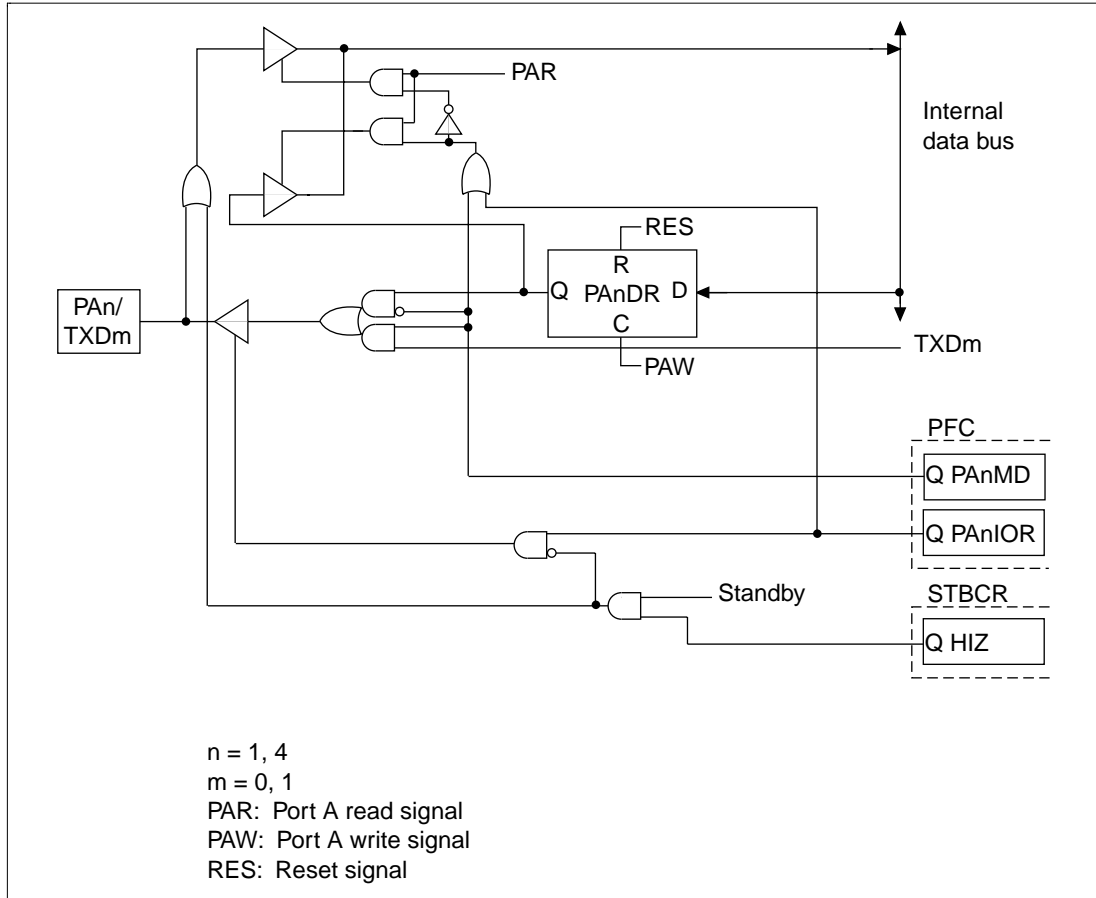 PAR
Internal
data bus
RES
R
Q PAnDR D
C
PAW
PAn/
TXDm
TXDm
PFC
Q PAnMD
Q PAnIOR
Standby
STBCR
Q HIZ
n = 1, 4
m = 0, 1
PAR: Port A read signal
PAW: Port A write signal
RES: Reset signal